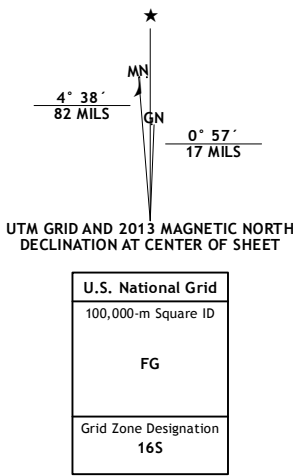 ★
MN
GN
4° 38´
82 MILS
0° 57´
17 MILS
UTM GRID AND 2013 MAGNETIC NORTH
DECLINATION AT CENTER OF SHEET
U.S. National Grid
100,000-m Square ID
FG
Grid Zone Designation
16S